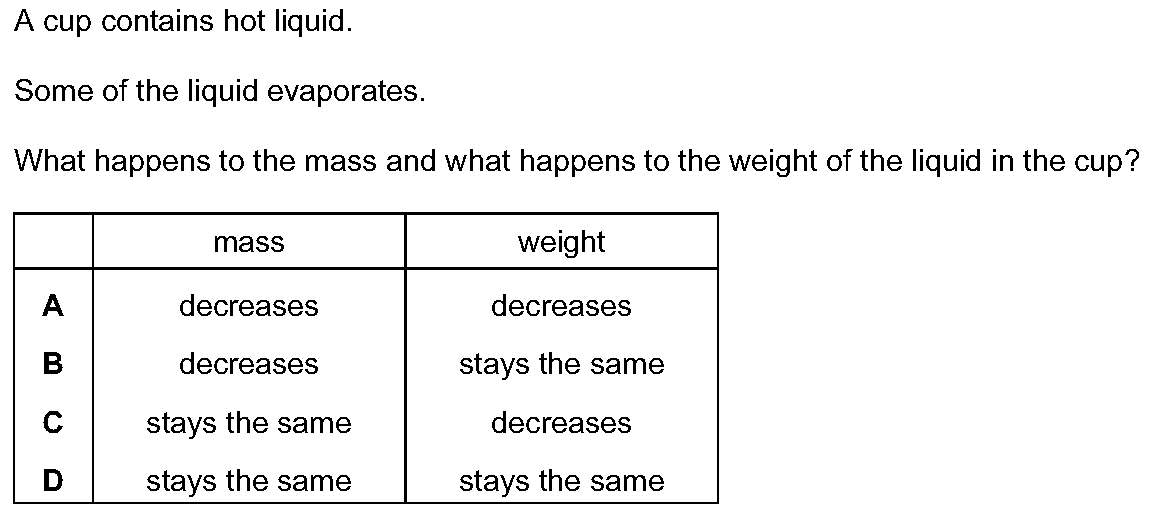 A cup contains hot liquid.
Some of the liquid evaporates.
What happens to the mass and what happens to the weight of the liquid in the cup?
mass weight
A decreases decreases
B decreases stays the same
C stays the same decreases
D stays the same stays the same